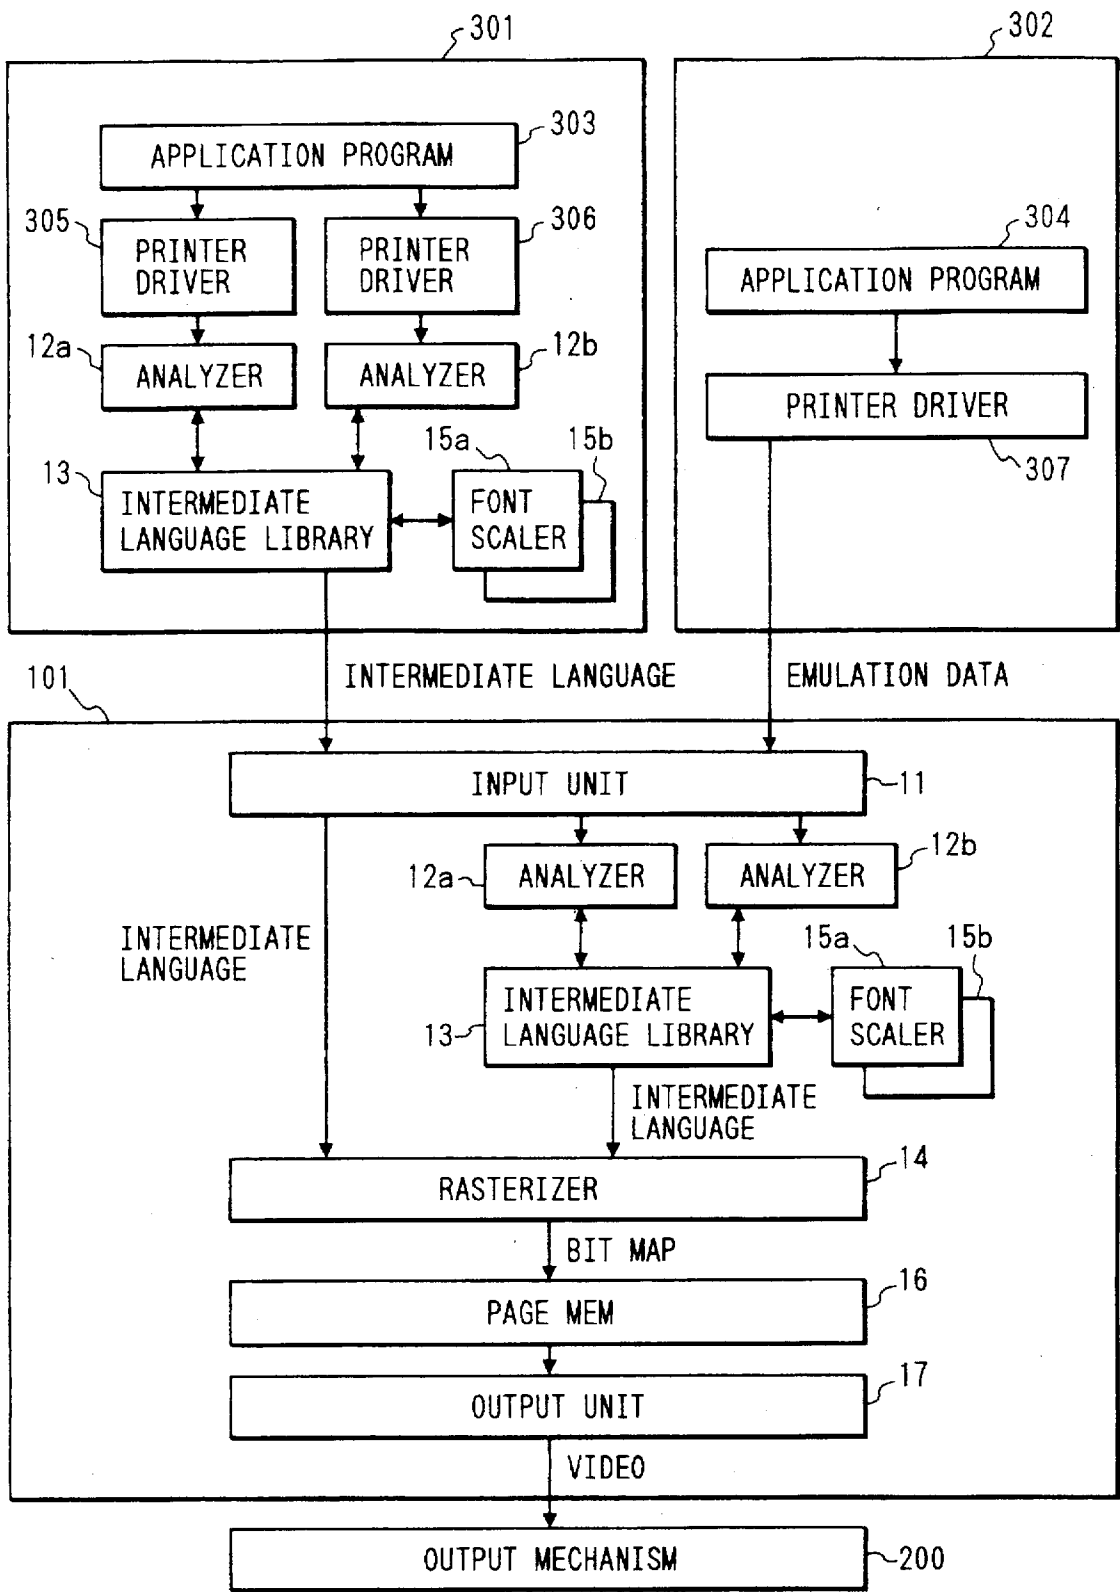 301
302
303
APPLICATION PROGRAM
305
PRINTER
DRIVER
306
PRINTER
DRIVER
304
APPLICATION PROGRAM
12a
ANALYZER
12b
ANALYZER
PRINTER DRIVER
307
13
INTERMEDIATE
LANGUAGE LIBRARY
15a
15b
FONT
SCALER
INTERMEDIATE LANGUAGE
EMULATION DATA
101
INPUT UNIT
11
12a
ANALYZER
12b
ANALYZER
INTERMEDIATE
LANGUAGE
15a
15b
13
INTERMEDIATE
LANGUAGE LIBRARY
FONT
SCALER
INTERMEDIATE
LANGUAGE
14
RASTERIZER
BIT MAP
16
PAGE MEM
17
OUTPUT UNIT
VIDEO
OUTPUT MECHANISM
200